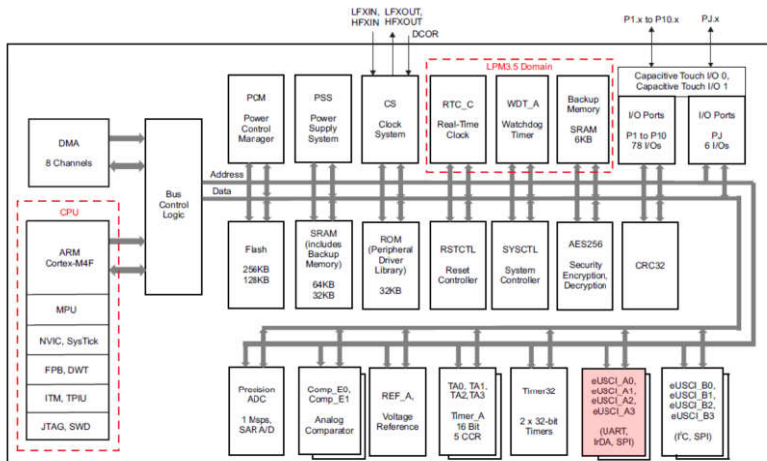 LFXIN,
HFXIN
LFXOUT,
HFXOUT
DCOR
P1.x to P10.x
PJ.x
LPM3.5 Domain
Capacitive Touch I/O 0,
Capacitive Touch I/O 1
PCM
Power
Control
Manager
PSS
Power
Supply
System
CS
Clock
System
RTC_C
Real-Time
Clock
WDT_A
Watchdog
Timer
Backup
Memory
SRAM
6KB
I/O Ports
P1 to P10
78 I/Os
I/O Ports
PJ
6 I/Os
DMA
8 Channels
Bus
Control
Logic
Address
Data
CPU
ARM
Cortex-M4F
MPU
NVIC, SysTick
FPB, DWT
ITM, TPIU
JTAG, SWD
Flash
256KB
128KB
SRAM
(includes
Backup
Memory)
64KB
32KB
ROM
(Peripheral
Driver
Library)
32KB
RSTCTL
Reset
Controller
SYSCTL
System
Controller
AES256
Security
Encryption,
Decryption
CRC32
Precision
ADC
1 Msps,
SAR A/D
Comp_E0,
Comp_E1
Analog
Comparator
REF_A,
Voltage
Reference
TA0, TA1,
TA2,TA3
Timer_A
16 Bit
5 CCR
Timer32
2 x 32-bit
Timers
eUSCI_A0,
eUSCI_A1,
eUSCI_A2,
eUSCI_A3
(UART,
IrDA, SPI)
eUSCI_B0,
eUSCI_B1,
eUSCI_B2,
eUSCI_B3
(I²C, SPI)